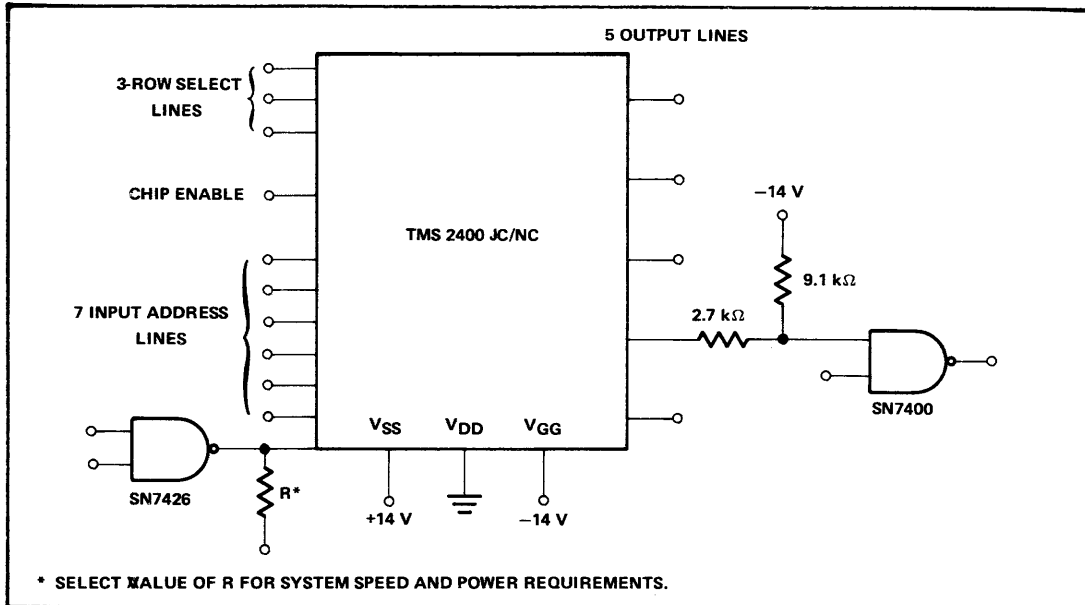 5 OUTPUT LINES
3-ROW SELECT
LINES
CHIP ENABLE
TMS 2400 JC/NC
−14 V
9.1 kΩ
2.7 kΩ
7 INPUT ADDRESS
LINES
SN7400
VSS VDD VGG
SN7426
R*
+14 V
−14 V
* SELECT VALUE OF R FOR SYSTEM SPEED AND POWER REQUIREMENTS.